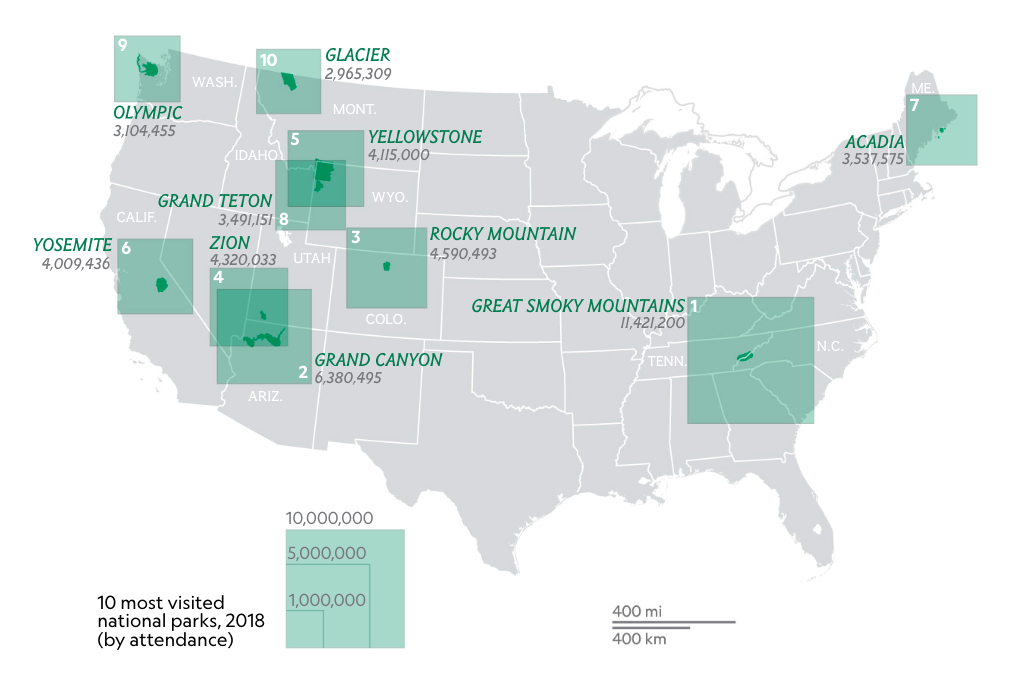 9
WASH.
OLYMPIC
3,104,455
10
GLACIER
2,965,309
MONT.
5
YELLOWSTONE
4,115,000
IDAHO
WYO.
GRAND TETON
3,491,151
8
ME.
7
ACADIA
3,537,575
CALIF.
YOSEMITE
4,009,436
6
ZION
4,320,033
4
UTAH
3
ROCKY MOUNTAIN
4,590,493
COLO.
GREAT SMOKY MOUNTAINS
11,421,200
1
TENN.
N.C.
2
GRAND CANYON
6,380,495
ARIZ.
10,000,000
5,000,000
1,000,000
10 most visited
national parks, 2018
(by attendance)
400 mi
400 km